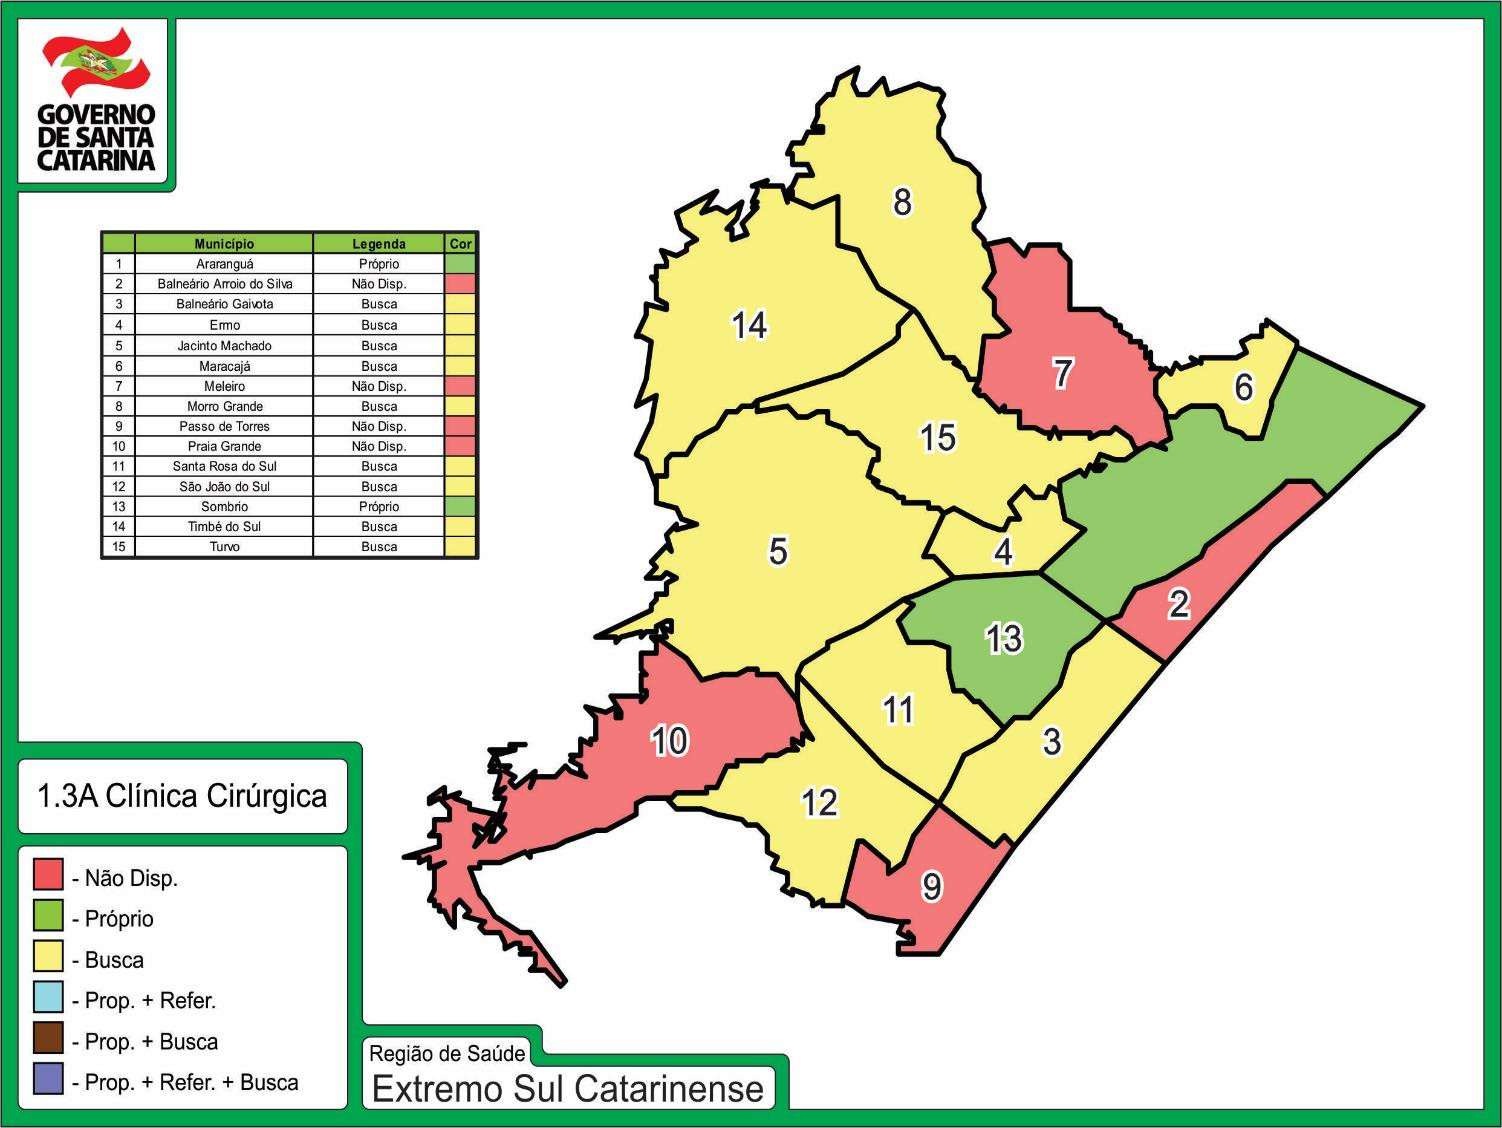 GOVERNO
DE SANTA
CATARINA
Município Legenda Cor
1 Araranguá Próprio
2 Balneário Arroio do Silva Não Disp.
3 Balneário Gaivota Busca
4 Ermo Busca
5 Jacinto Machado Busca
6 Maracajá Busca
7 Meleiro Não Disp.
8 Morro Grande Busca
9 Passo de Torres Não Disp.
10 Praia Grande Não Disp.
11 Santa Rosa do Sul Busca
12 São João do Sul Busca
13 Sombrio Próprio
14 Timbé do Sul Busca
15 Turvo Busca
8
14
7
6
15
5
4
2
13
11
3
10
12
9
1.3A Clínica Cirúrgica
- Não Disp.
- Próprio
- Busca
- Prop. + Refer.
- Prop. + Busca
- Prop. + Refer. + Busca
Região de Saúde
Extremo Sul Catarinense